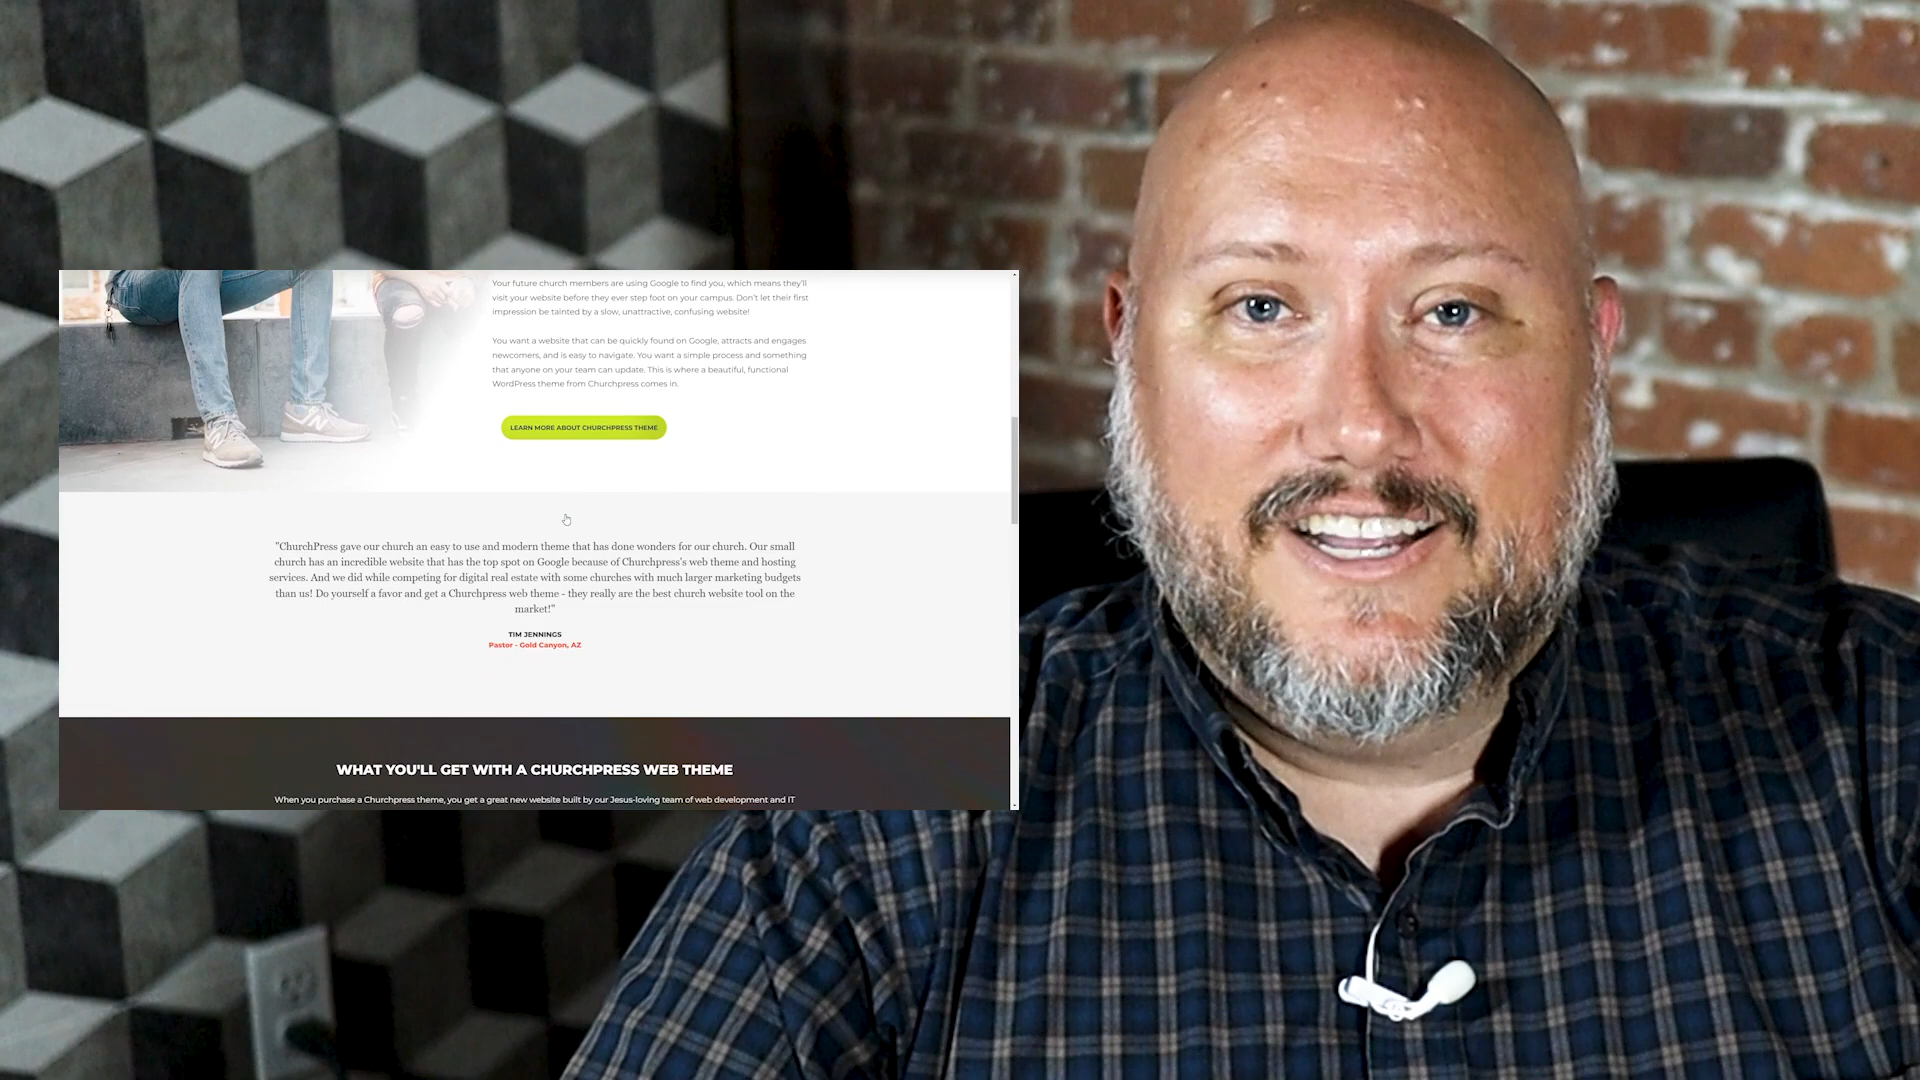 Your future church members are using Google to find you, which means they'll
visit your website before they ever step foot on your campus. Don't let their first
impression be tainted by a slow, unattractive, confusing website!
You want a website that can be quickly found on Google, attracts and engages
newcomers, and is easy to navigate. You want a simple process and something
that anyone on your team can update. This is where a beautiful, functional
WordPress theme from Churchpress comes in.
LEARN MORE ABOUT CHURCHPRESS THEME
"ChurchPress gave our church an easy to use and modern theme that has done wonders for our church. Our small
church has an incredible website that has the top spot on Google because of Churchpress's web theme and hosting
services. And we did while competing for digital real estate with some churches with much larger marketing budgets
than us! Do yourself a favor and get a Churchpress web theme - they really are the best church website tool on the
market!"
TIM JENNINGS
Pastor - Gold Canyon, AZ
WHAT YOU'LL GET WITH A CHURCHPRESS WEB THEME
When you purchase a Churchpress theme, you get a great new website built by our Jesus-loving team of web development and IT